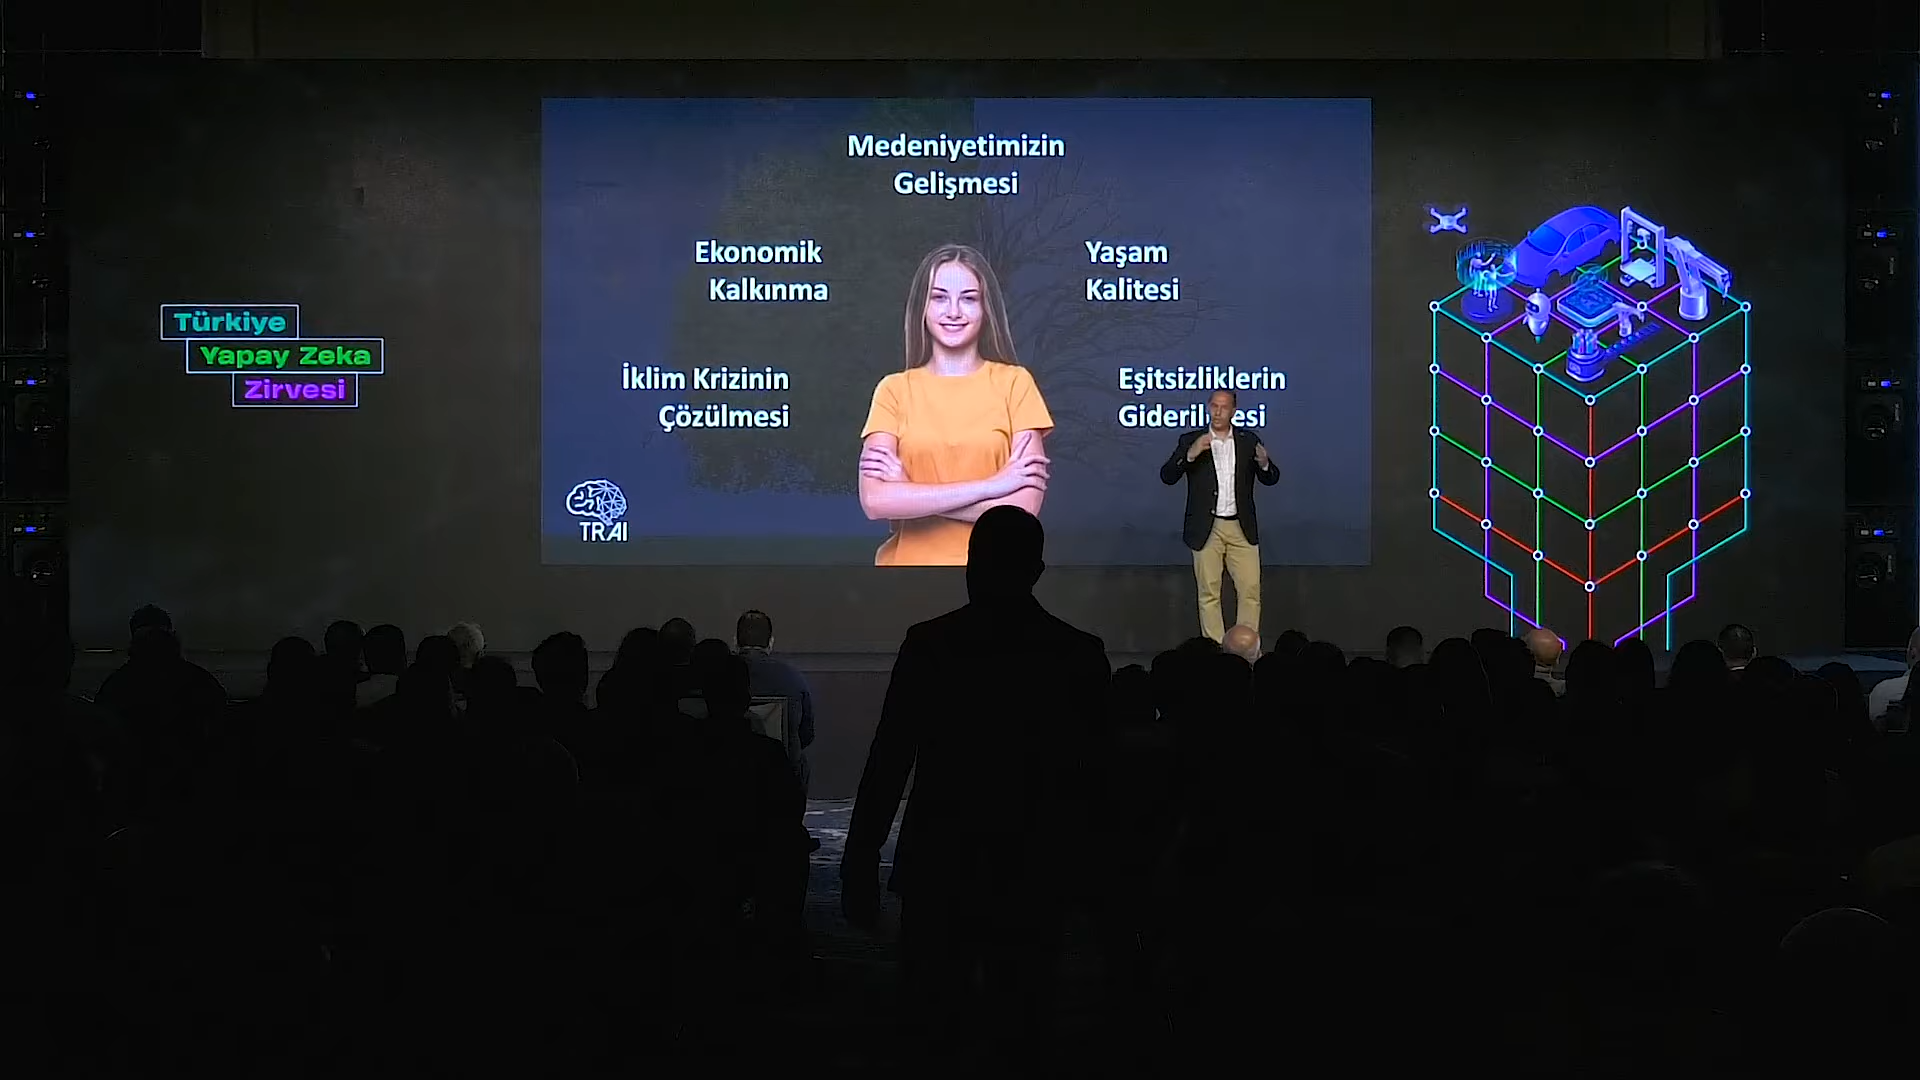 Medeniyetimizin
Gelişmesi
Ekonomik
Kalkınma
Yaşam
Kalitesi
İklim Krizinin
Çözülmesi
Eşitsizliklerin
TRAI
Türkiye
Yapay Zeka
Zirvesi